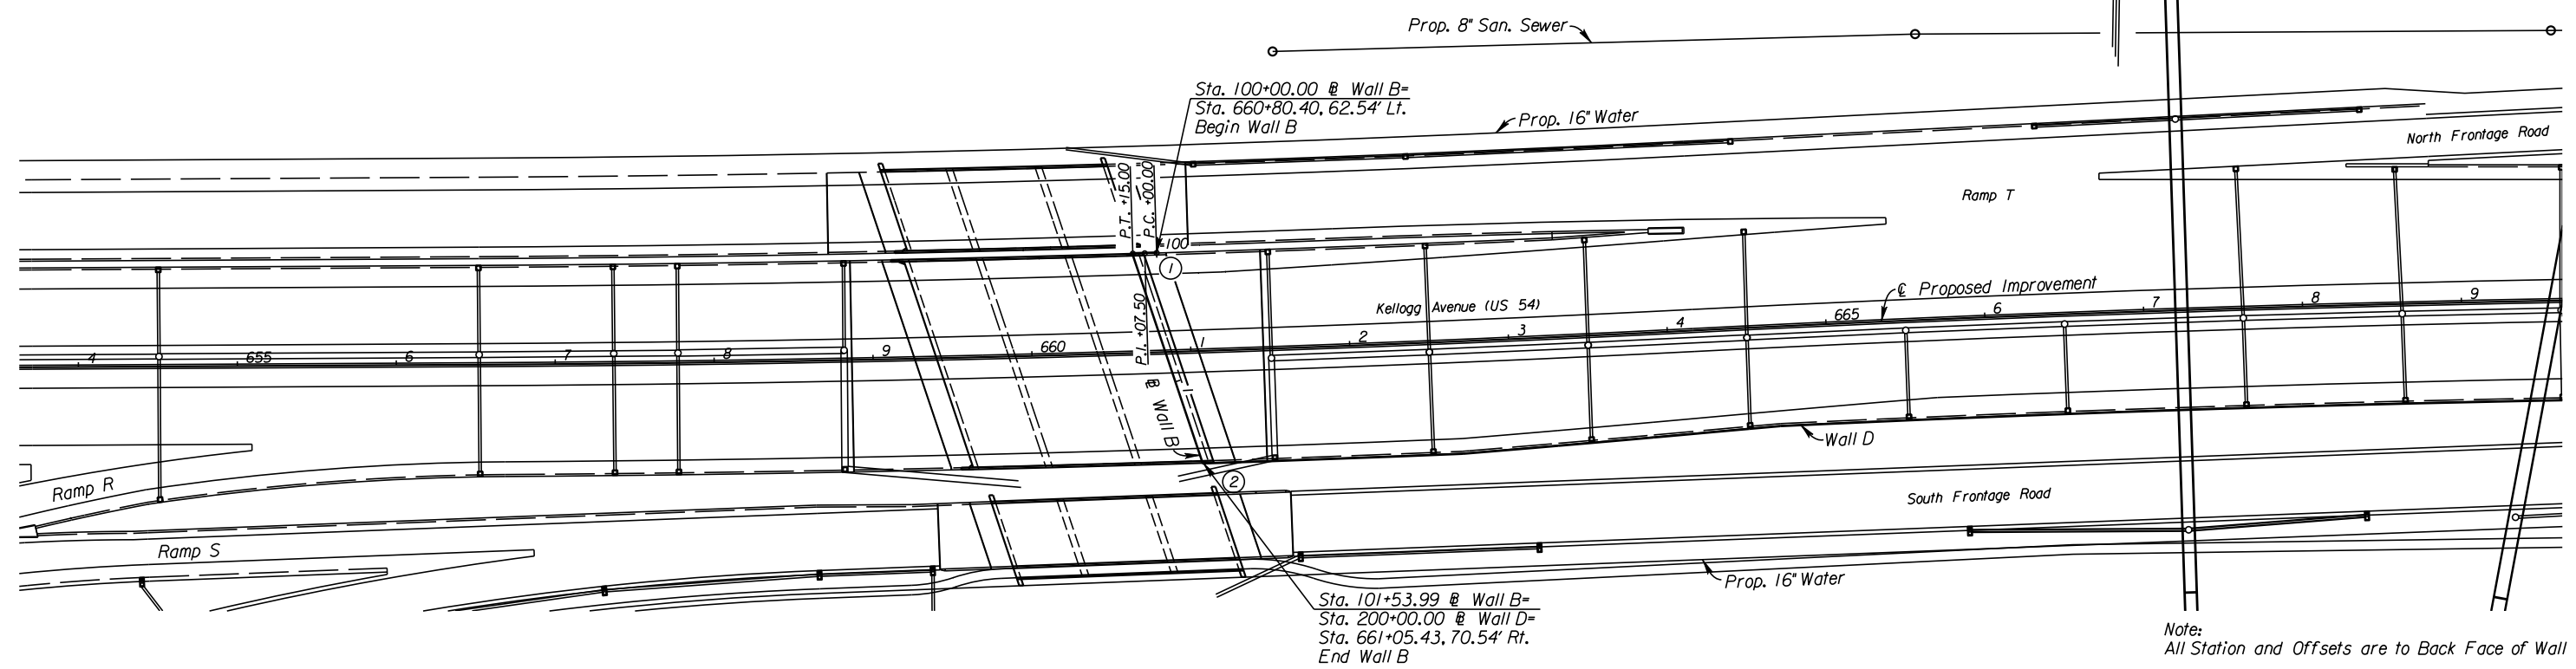 Prop. 8" San. Sewer
Sta. 100+00.00 ℄ Wall B=
Sta. 660+80.40, 62.54' Lt.
Begin Wall B
Prop. 16" Water
North Frontage Road
P.T. +15.00
P.C. +00.00
100
Ramp T
1
Kellogg Avenue (US 54)
℄ Proposed Improvement
P.I. +07.50
4 655 6 7 8 9 660 1 2 3 4 665 6 7 8 9
℄ Wall B
1
Wall D
Ramp R
2
South Frontage Road
Ramp S
Prop. 16" Water
Sta. 101+53.99 ℄ Wall B=
Sta. 200+00.00 ℄ Wall D=
Sta. 661+05.43, 70.54' Rt.
End Wall B
Note:
All Station and Offsets are to Back Face of Wall